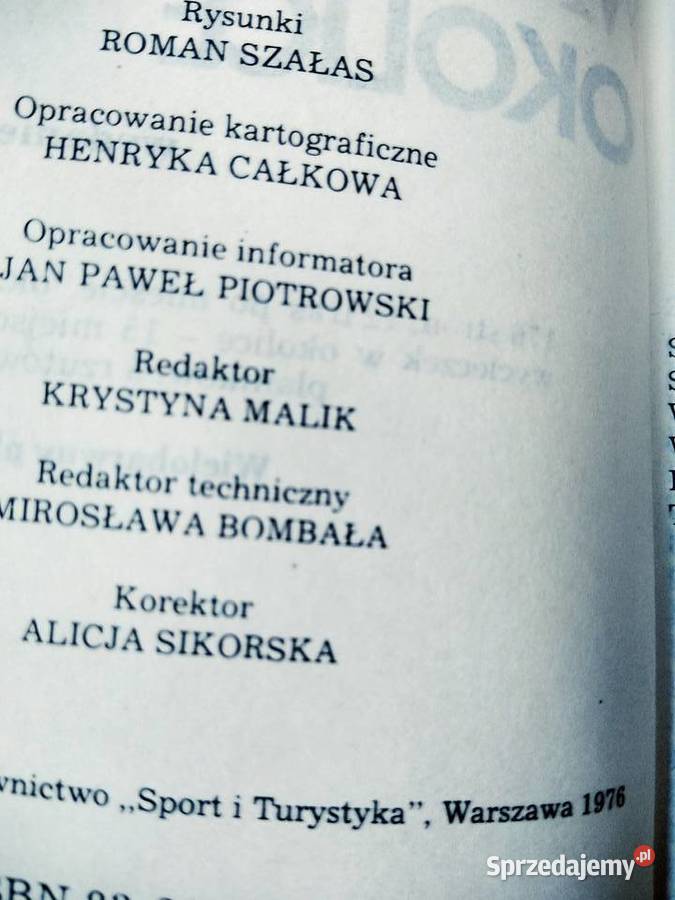 Rysunki
ROMAN SZAŁAS
Opracowanie kartograficzne
HENRYKA CAŁKOWA
Opracowanie informatora
JAN PAWEŁ PIOTROWSKI
Redaktor
KRYSTYNA MALIK
Redaktor techniczny
MIROSŁAWA BOMBAŁA
Korektor
ALICJA SIKORSKA
wnictwo „Sport i Turystyka”, Warszawa 1976
Sprzedajemy.pl